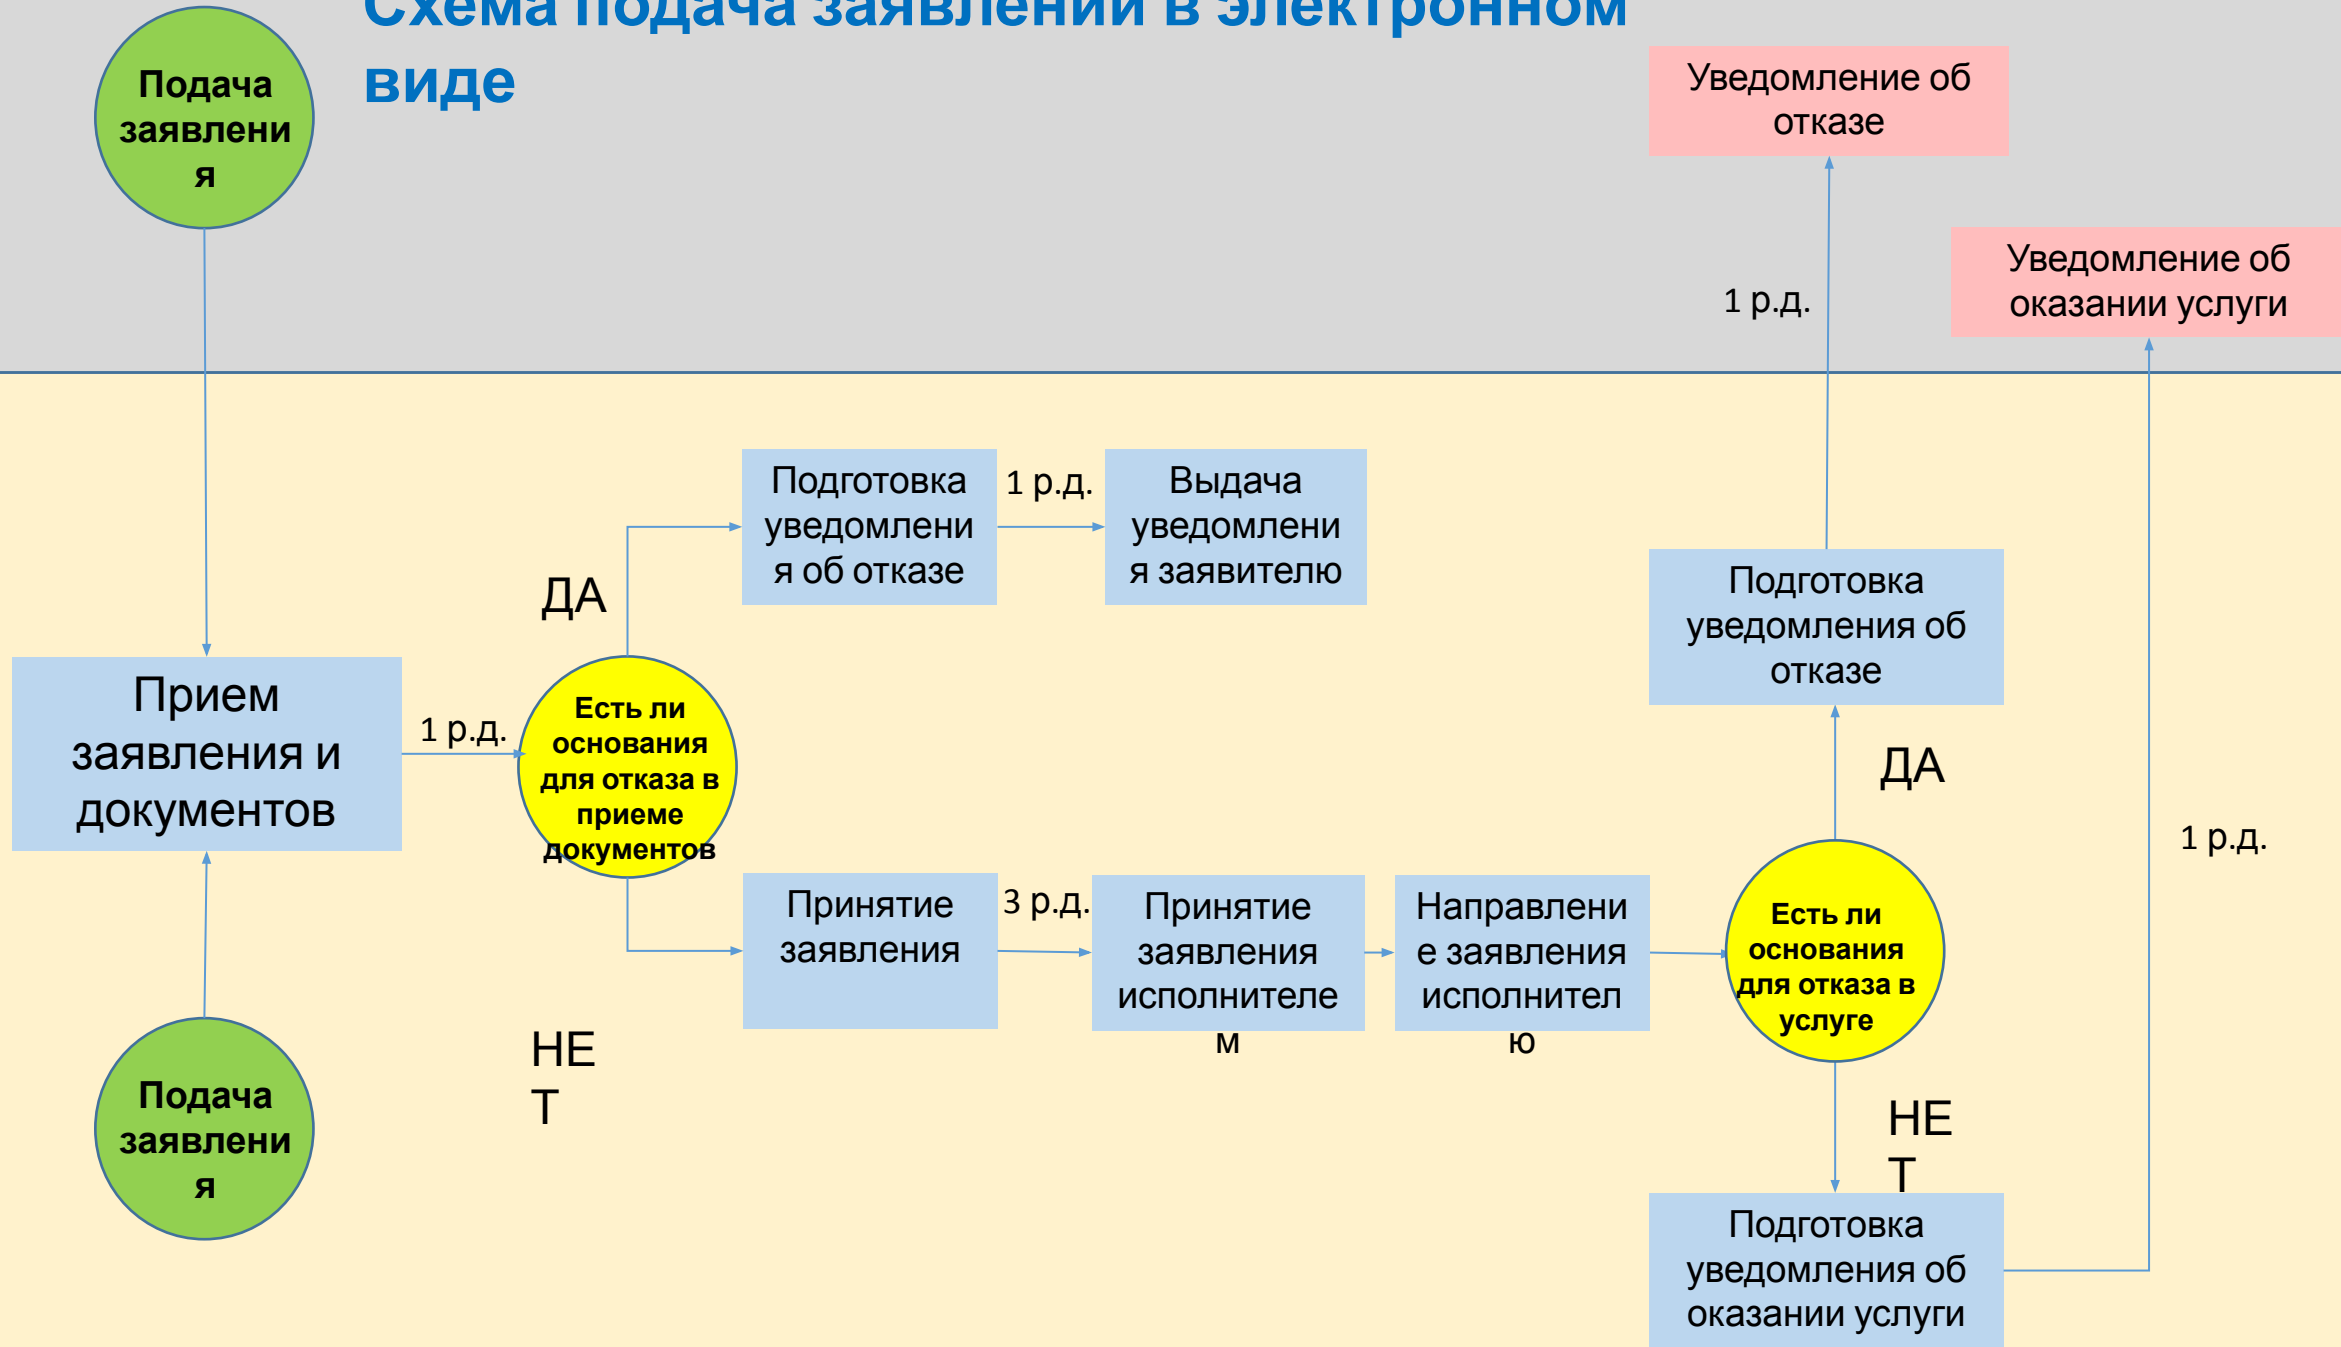 Схема подача заявлений в электронном
виде
Подача
заявлени
я
Уведомление об
отказе
Уведомление об
оказании услуги
1 р.д.
Подготовка
уведомлени
я об отказе
1 р.д.
Выдача
уведомлени
я заявителю
ДА
Подготовка
уведомления об
отказе
Прием
заявления и
документов
1 р.д.
Есть ли
основания
для отказа в
приеме
документов
ДА
1 р.д.
Принятие
заявления
3 р.д.
Принятие
заявления
исполнителе
м
Направлени
е заявления
исполнител
ю
Есть ли
основания
для отказа в
услуге
НЕ
Т
Подача
заявлени
я
НЕ
Т
Подготовка
уведомления об
оказании услуги